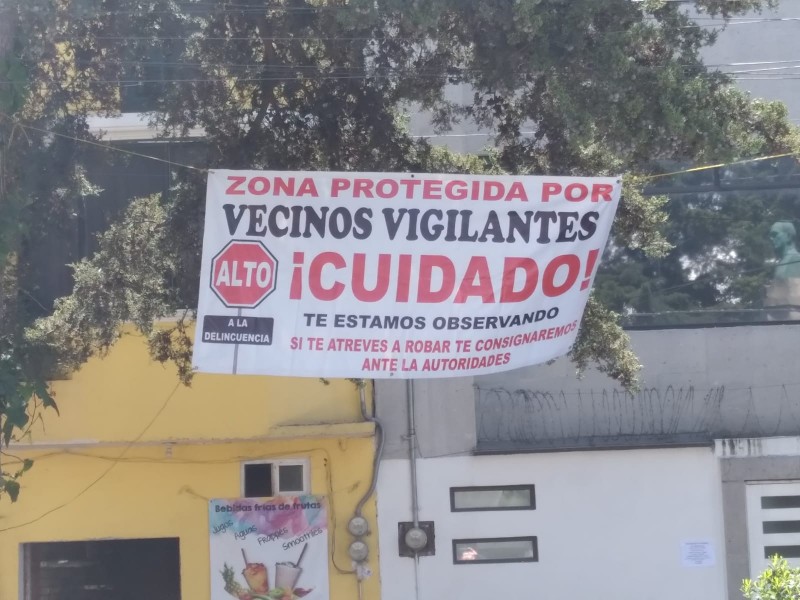 ZONA PROTEGIDA POR
VECINOS VIGILANTES
ALTO
A LA
DELINCUENCIA
¡CUIDADO!
TE ESTAMOS OBSERVANDO
SI TE ATREVES A ROBAR TE CONSIGNAREMOS
ANTE LA AUTORIDADES
Bebidas frías de frutas
Jugos
Aguas
Frappés
Smoothies